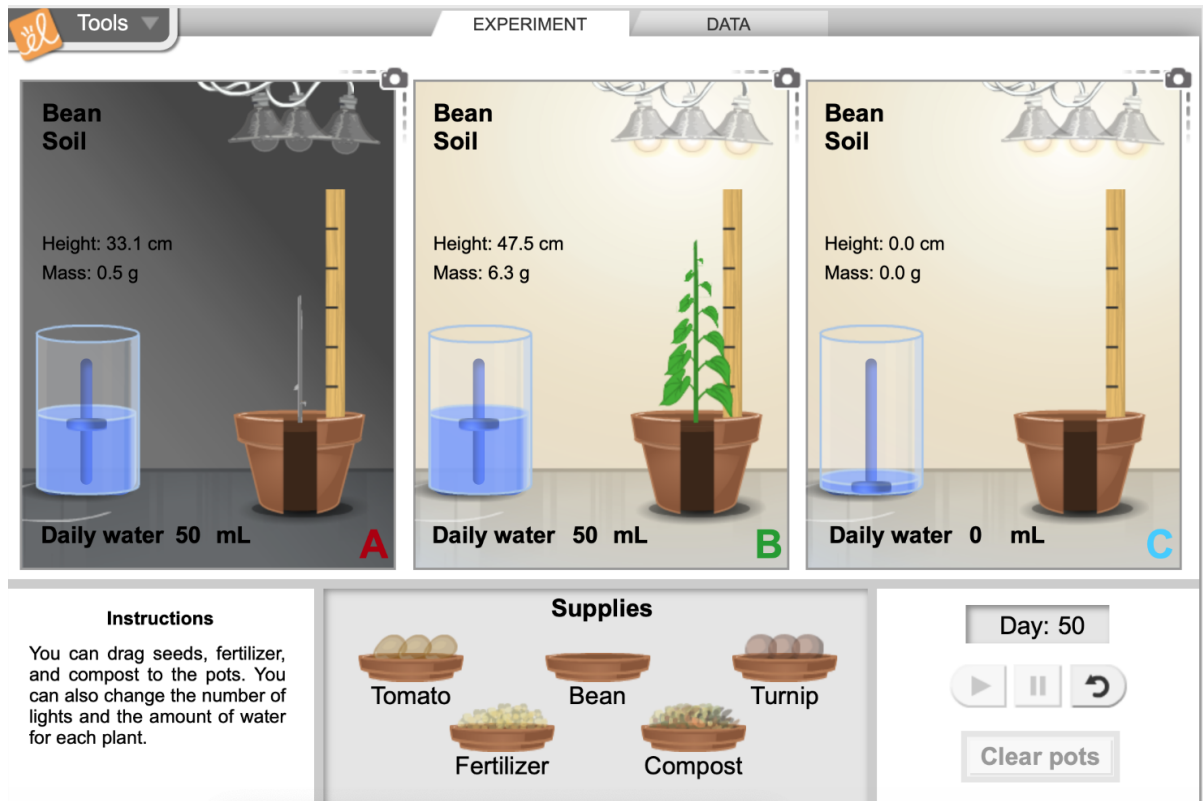 Tools
EXPERIMENT
DATA
Bean
Soil
Height: 33.1 cm
Mass: 0.5 g
Daily water 50 mL
A
Bean
Soil
Height: 47.5 cm
Mass: 6.3 g
Daily water 50 mL
B
Bean
Soil
Height: 0.0 cm
Mass: 0.0 g
Daily water 0 mL
C
Instructions
You can drag seeds, fertilizer,
and compost to the pots. You
can also change the number of
lights and the amount of water
for each plant.
Supplies
Tomato
Bean
Turnip
Fertilizer
Compost
Day: 50
Clear pots